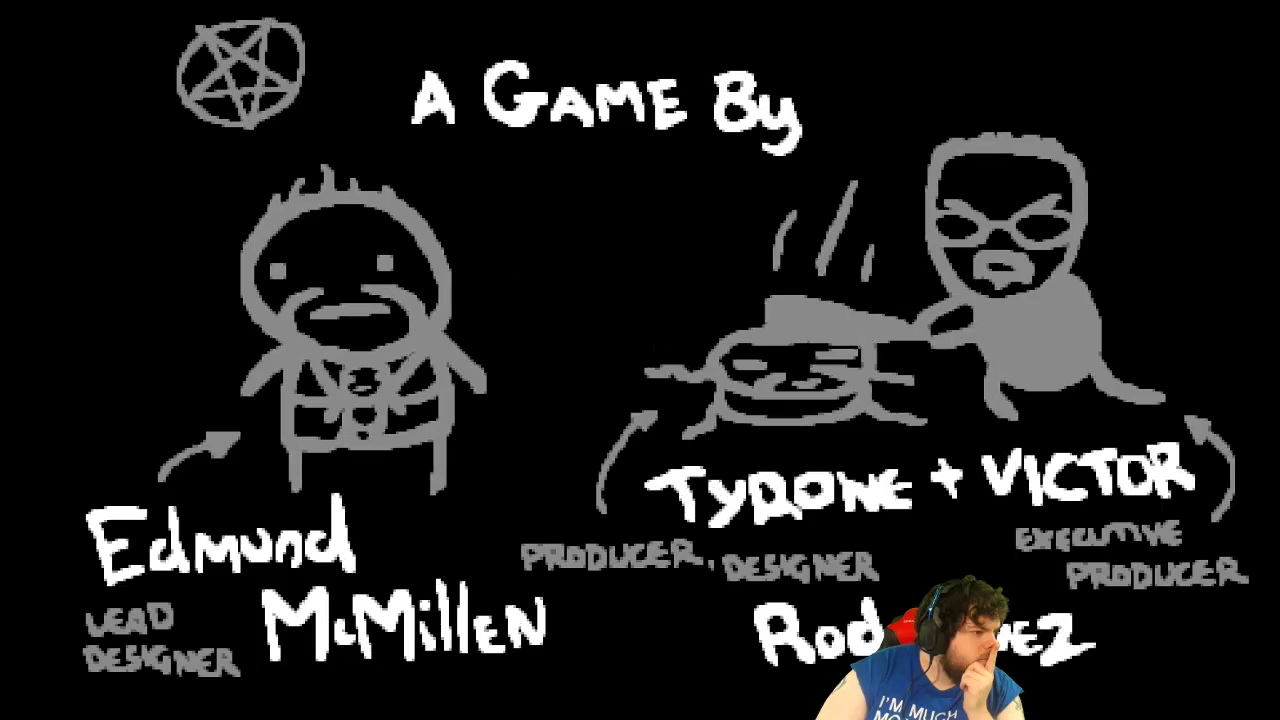 A GAME BY
Edmund
McMillEN
LEAD
DESIGNER
TYRONE + VICTOR
PRODUCER, DESIGNER
EXECUTIVE
PRODUCER
I'M MUCH